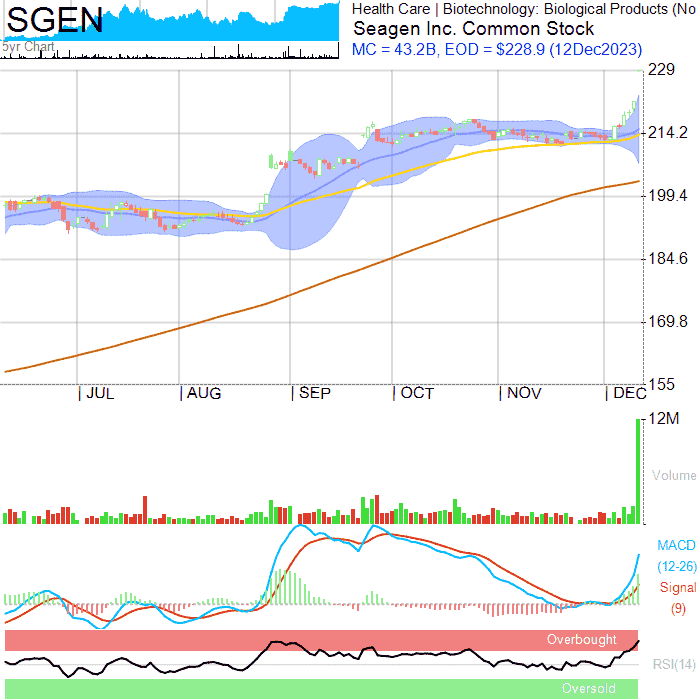 SGEN
5yr Chart
Health Care | Biotechnology: Biological Products (No
Seagen Inc. Common Stock
MC = 43.2B, EOD = $228.9 (12Dec2023)
229
214.2
199.4
184.6
169.8
155
| JUL | AUG | SEP | OCT | NOV | DEC
12M
Volume
MACD
(12-26)
Signal
(9)
Overbought
RSI(14)
Oversold